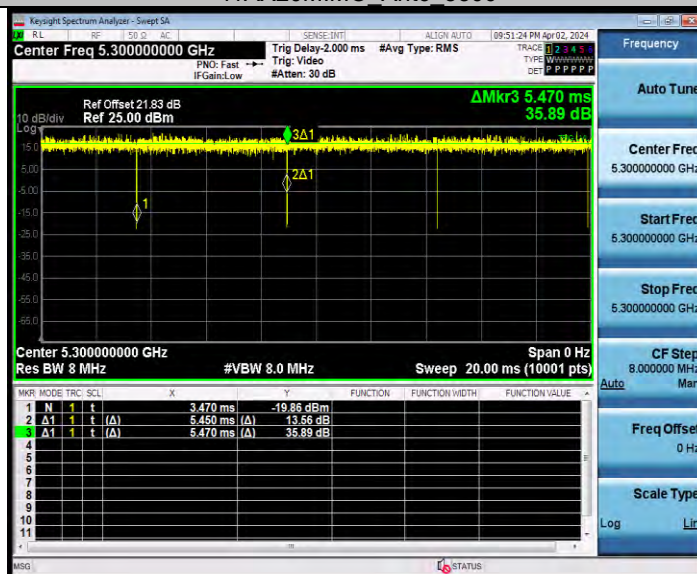 Keysight Spectrum Analyzer - Swept SA
RL RF 50 Ω AC SENSE:INT ALIGN AUTO 09:51:24 PM Apr 02, 2024
Center Freq 5.300000000 GHz
PNO: Fast
IFGain:Low
Trig Delay-2.000 ms
Trig: Video
#Atten: 30 dB
#Avg Type: RMS
TRACE 1 2 3 4 5 6
TYPE WWWWWW
DET P P P P P P
Frequency
ΔMkr3 5.470 ms
35.89 dB
Ref Offset 21.83 dB
10 dB/div Ref 25.00 dBm
Log
15.0
5.00
-5.00
-15.0
-25.0
-35.0
-45.0
-55.0
-65.0
3Δ1
2Δ1
1
Center 5.300000000 GHz Span 0 Hz
Res BW 8 MHz #VBW 8.0 MHz Sweep 20.00 ms (10001 pts)
MKR MODE TRC SCL X Y FUNCTION FUNCTION WIDTH FUNCTION VALUE
1 N 1 t 3.470 ms -19.86 dBm
2 Δ1 1 t (Δ) 5.450 ms (Δ) 13.56 dB
3 Δ1 1 t (Δ) 5.470 ms (Δ) 35.89 dB
4
5
6
7
8
9
10
11
MSG STATUS
Auto Tune
Center Freq
5.300000000 GHz
Start Freq
5.300000000 GHz
Stop Freq
5.300000000 GHz
CF Step
8.000000 MHz
Auto Man
Freq Offset
0 Hz
Scale Type
Log Lin